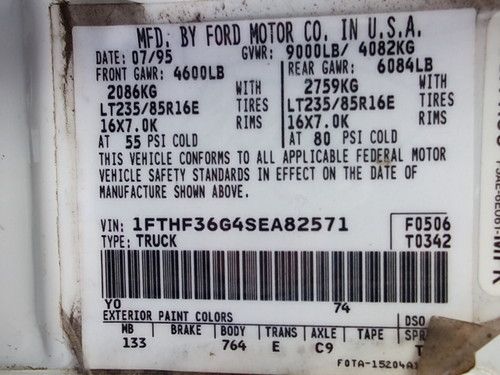 MFD. BY FORD MOTOR CO. IN U.S.A.
DATE: 07/95 GVWR: 9000LB/ 4082KG
FRONT GAWR: 4600LB REAR GAWR: 6084LB
2086KG WITH 2759KG WITH
LT235/85R16E TIRES LT235/85R16E TIRES
16X7.0K RIMS 16X7.0K RIMS
AT 55 PSI COLD AT 80 PSI COLD
THIS VEHICLE CONFORMS TO ALL APPLICABLE FEDERAL MOTOR
VEHICLE SAFETY STANDARDS IN EFFECT ON THE DATE OF
MANUFACTURE SHOWN ABOVE.
VIN: 1FTHF36G4SEA82571 F0506
TYPE: TRUCK T0342
YO 74
EXTERIOR PAINT COLORS DSO
WB BRAKE BODY TRANS AXLE TAPE SPR
133 764 E C9 T